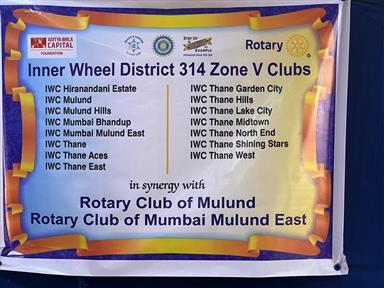 ADITYA BIRLA
CAPITAL
FOUNDATION
Step Up
EXAMPLE
Rotary
Inner Wheel District 314 Zone V Clubs
IWC Hiranandani Estate
IWC Mulund
IWC Mulund Hills
IWC Mumbai Bhandup
IWC Mumbai Mulund East
IWC Thane
IWC Thane Aces
IWC Thane East
IWC Thane Garden City
IWC Thane Hills
IWC Thane Lake City
IWC Thane Midtown
IWC Thane North End
IWC Thane Shining Stars
IWC Thane West
in synergy with
Rotary Club of Mulund
Rotary Club of Mumbai Mulund East